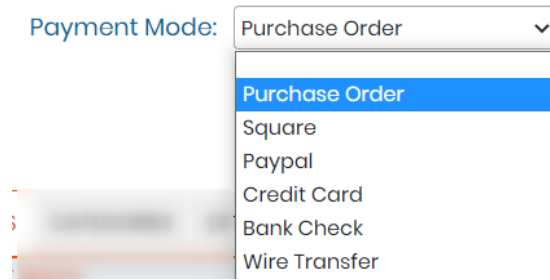 Payment Mode: Purchase Order
Purchase Order
Square
Paypal
Credit Card
Bank Check
Wire Transfer